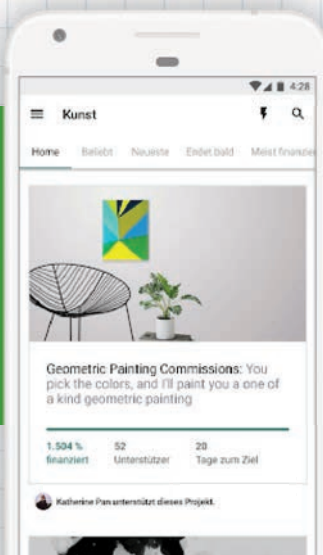 4:28
Kunst
Home Beliebt Neueste Endet bald Meist finanzier
Geometric Painting Commissions: You
pick the colors, and I'll paint you a one of
a kind geometric painting
1.504 % 52 20
finanziert Unterstützer Tage zum Ziel
Katherine Pan unterstützt dieses Projekt.